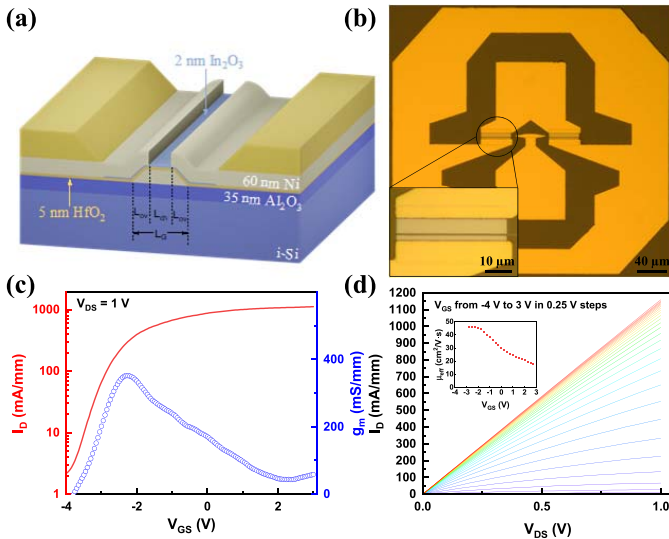 (a)
2 nm In₂O₃
60 nm Ni
35 nm Al₂O₃
5 nm HfO₂
L_ov L_ch L_ov
L_G
i-Si
(b)
10 μm
40 μm
(c)
V_DS = 1 V
I_D (mA/mm)
1000
100
10
1
g_m (mS/mm)
400
200
0
-4 -2 0 2
V_GS (V)
(d)
V_GS from -4 V to 3 V in 0.25 V steps
I_D (mA/mm)
1200
1100
1000
900
800
700
600
500
400
300
200
100
0
μ_eff (cm²/V·s)
50
40
30
20
10
0
-4 -3 -2 -1 0 1 2 3
V_GS (V)
0.0 0.5 1.0
V_DS (V)